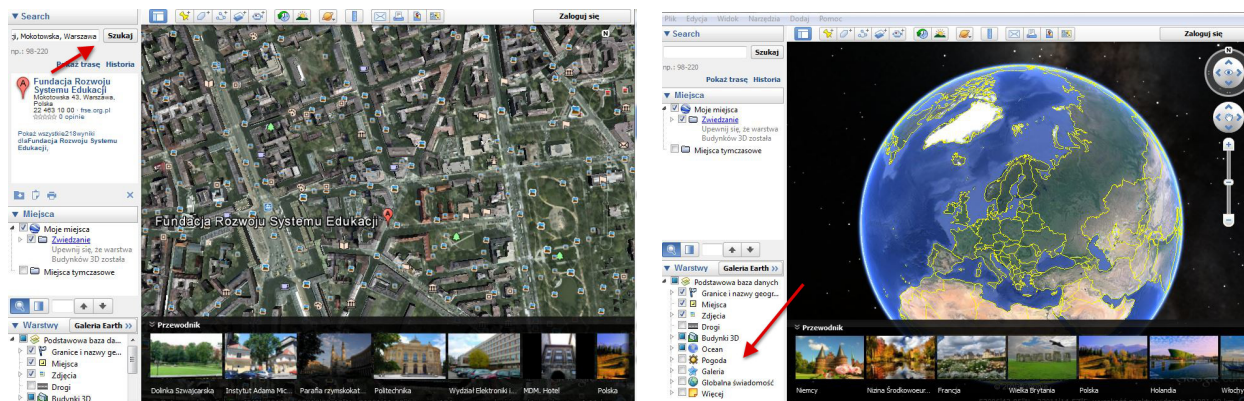 Search
ji, Mokotowska, Warszawa
Szukaj
np.: 98-220
Pokaż trasę Historia
A
Fundacja Rozwoju
Systemu Edukacji
Mokotowska 43, Warszawa,
Polska
22 463 10 00 · frse.org.pl
0 opinie
Pokaż wszystkie218wyniki
dlaFundacja Rozwoju Systemu
Edukacji,
Miejsca
Moje miejsca
Zwiedzanie
Upewnij się, że warstwa
Budynków 3D została
Miejsca tymczasowe
Warstwy
Galeria Earth >>
Podstawowa baza da...
Granice i nazwy ge...
Miejsca
Zdjęcia
Drogi
Budynki 3D
Zaloguj się
N
Fundacja Rozwoju Systemu Edukacji
Przewodnik
Dolinka Szwajcarska
Instytut Adama Mic...
Parafia rzymskokat...
Politechnika
Wydział Elektroniki i...
MDM. Hotel
Polska
Plik Edycja Widok Narzędzia Dodaj Pomoc
Search
Szukaj
np.: 98-220
Pokaż trasę Historia
Miejsca
Moje miejsca
Zwiedzanie
Upewnij się, że warstwa
Budynków 3D została
Miejsca tymczasowe
Warstwy
Galeria Earth >>
Podstawowa baza danych
Granice i nazwy geogr...
Miejsca
Zdjęcia
Drogi
Budynki 3D
Ocean
Pogoda
Galeria
Globalna świadomość
Więcej
Zaloguj się
N
Przewodnik
Niemcy
Nizina Środkowoeur...
Francja
Wielka Brytania
Polska
Holandia
Włochy